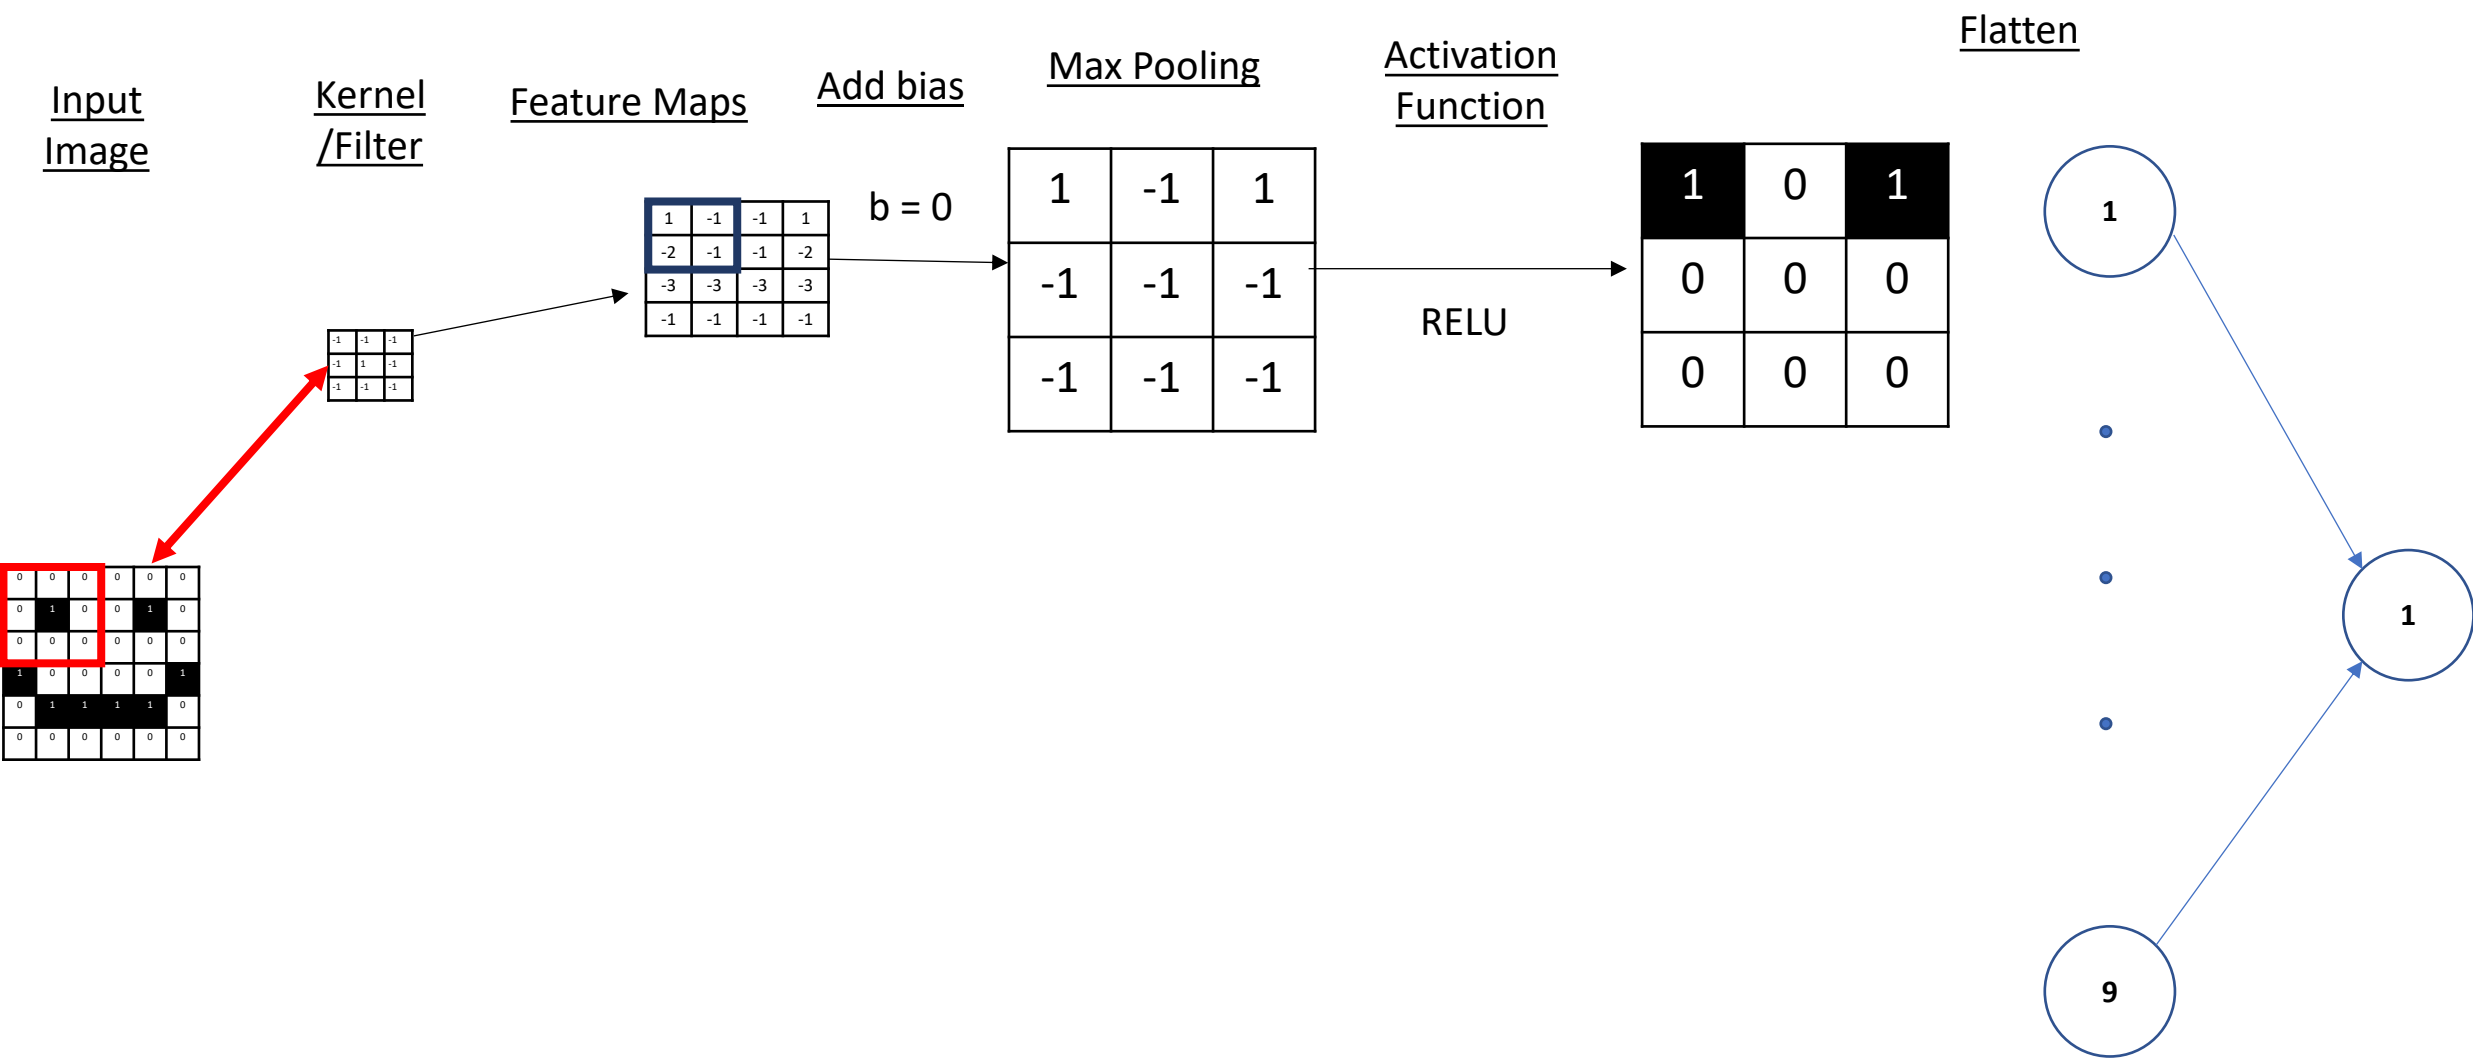 Input
Image
Kernel
/Filter
Feature Maps
Add bias
Max Pooling
Activation
Function
Flatten
0 0 0 0 0 0
0 1 0 0 1 0
0 0 0 0 0 0
1 0 0 0 0 1
0 1 1 1 1 0
0 0 0 0 0 0
-1 -1 -1
-1 1 -1
-1 -1 -1
1 -1 -1 1
-2 -1 -1 -2
-3 -3 -3 -3
-1 -1 -1 -1
b = 0
1 -1 1
-1 -1 -1
-1 -1 -1
RELU
1 0 1
0 0 0
0 0 0
1
9
1